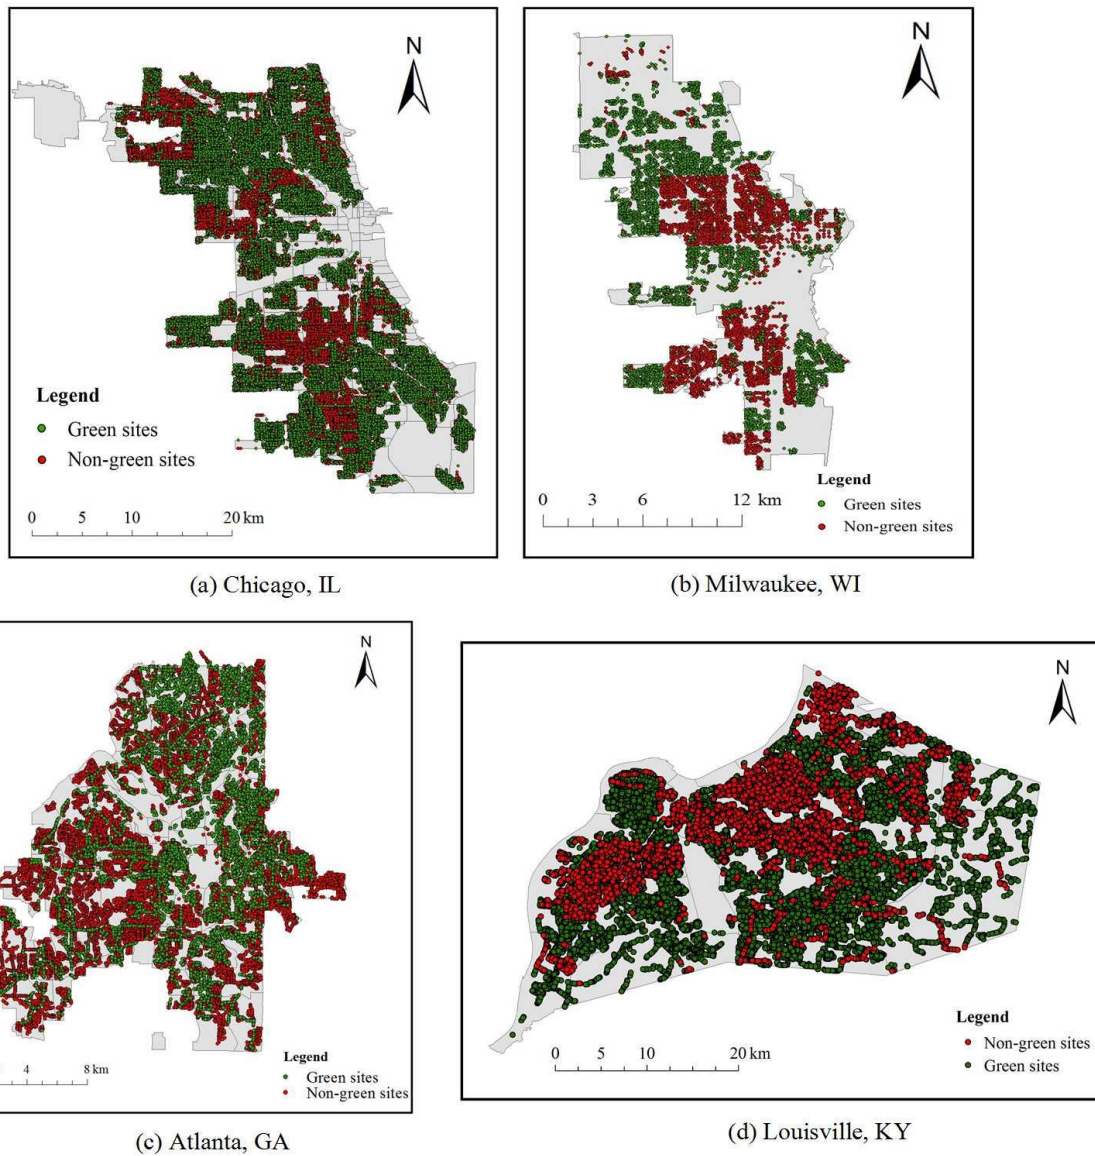 N
Legend
Green sites
Non-green sites
0 5 10 20 km
(a) Chicago, IL
N
0 3 6 12 km
Legend
Green sites
Non-green sites
(b) Milwaukee, WI
N
4 8 km
Legend
Green sites
Non-green sites
(c) Atlanta, GA
N
Legend
Non-green sites
Green sites
0 5 10 20 km
(d) Louisville, KY